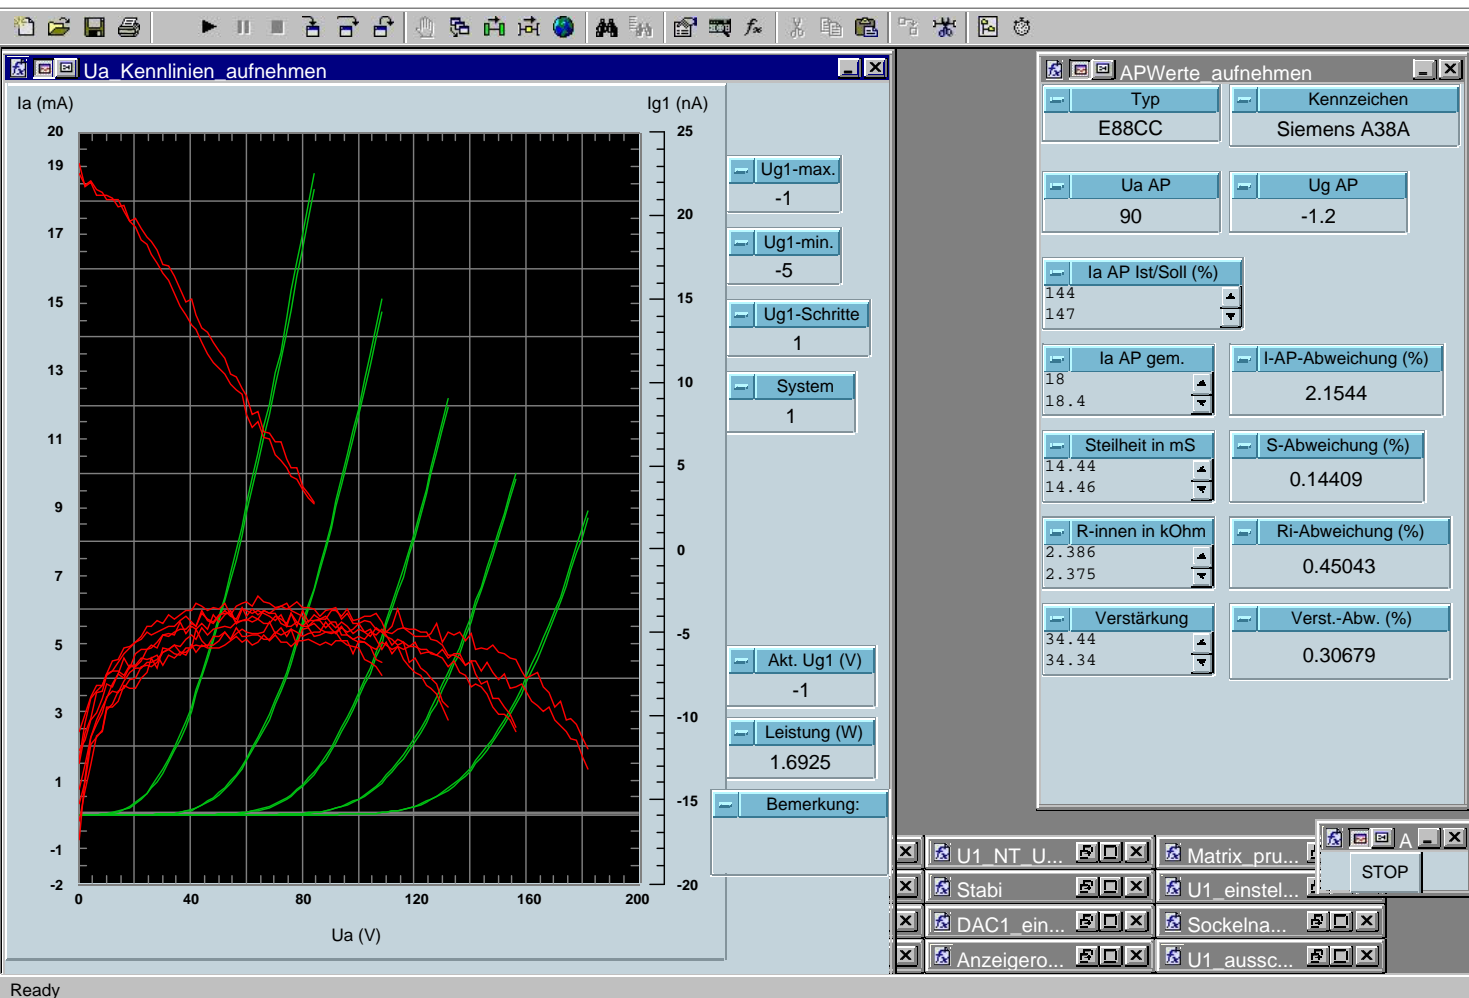 Ua_Kennlinien_aufnehmen
Ia (mA)
Ig1 (nA)
20
19
17
15
13
11
9
7
5
3
1
-1
-2
25
20
15
10
5
0
-5
-10
-15
-20
0
40
80
120
160
200
Ua (V)
Ug1-max.
-1
Ug1-min.
-5
Ug1-Schritte
1
System
1
Akt. Ug1 (V)
-1
Leistung (W)
1.6925
Bemerkung:
APWerte_aufnehmen
Typ
E88CC
Kennzeichen
Siemens A38A
Ua AP
90
Ug AP
-1.2
Ia AP Ist/Soll (%)
144
147
Ia AP gem.
18
18.4
I-AP-Abweichung (%)
2.1544
Steilheit in mS
14.44
14.46
S-Abweichung (%)
0.14409
R-innen in kOhm
2.386
2.375
Ri-Abweichung (%)
0.45043
Verstärkung
34.44
34.34
Verst.-Abw. (%)
0.30679
A
STOP
U1_NT_U...
Matrix_pru...
Stabi
U1_einstel...
DAC1_ein...
Sockelna...
Anzeigero...
U1_aussc...
Ready